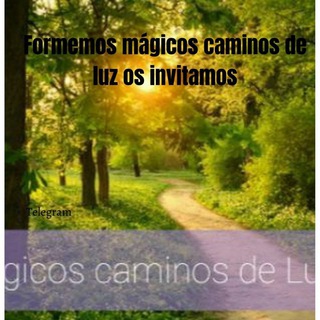 Formemos mágicos caminos de
luz os invitamos
Telegram
gicos caminos de Lu